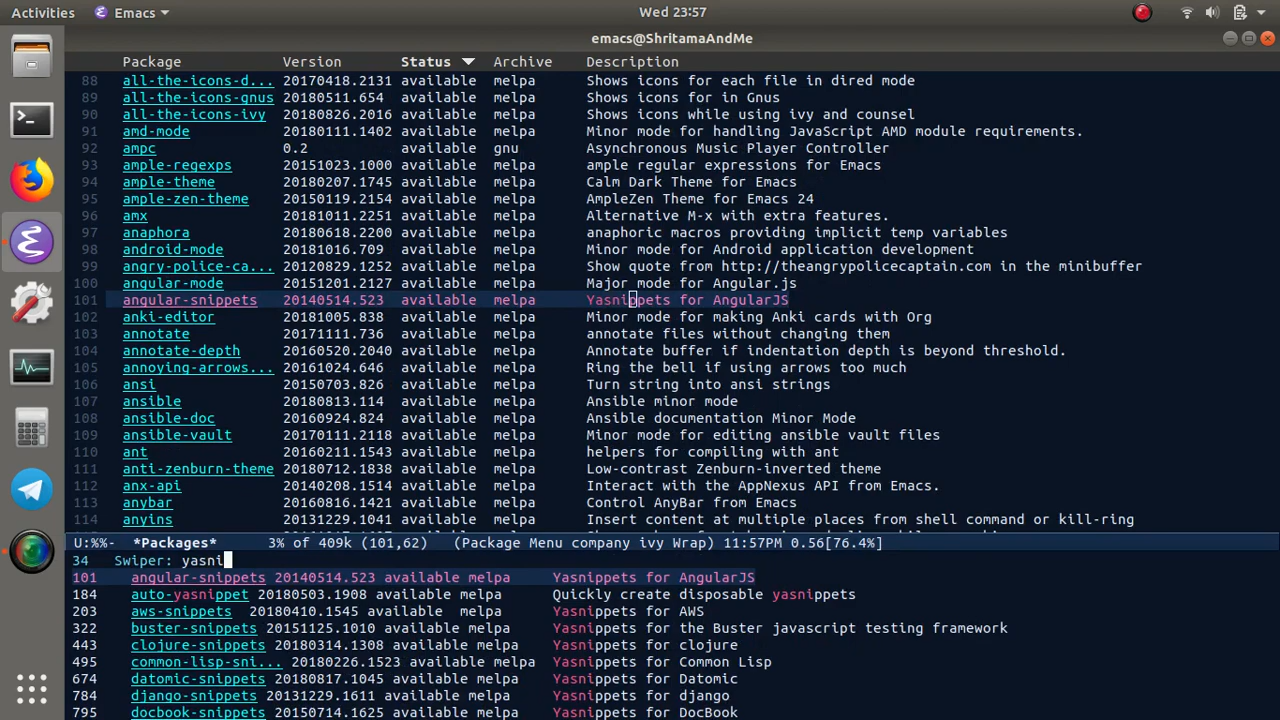 Activities Emacs Wed 23:57
emacs@ShritamaAndMe
Package Version Status Archive Description
88 all-the-icons-d... 20170418.2131 available melpa Shows icons for each file in dired mode
89 all-the-icons-gnus 20180511.654 available melpa Shows icons for in Gnus
90 all-the-icons-ivy 20180826.2016 available melpa Shows icons while using ivy and counsel
91 amd-mode 20180111.1402 available melpa Minor mode for handling JavaScript AMD module requirements.
92 ampc 0.2 available gnu Asynchronous Music Player Controller
93 ample-regexps 20151023.1000 available melpa ample regular expressions for Emacs
94 ample-theme 20180207.1745 available melpa Calm Dark Theme for Emacs
95 ample-zen-theme 20150119.2154 available melpa AmpleZen Theme for Emacs 24
96 amx 20181011.2251 available melpa Alternative M-x with extra features.
97 anaphora 20180618.2200 available melpa anaphoric macros providing implicit temp variables
98 android-mode 20181016.709 available melpa Minor mode for Android application development
99 angry-police-ca... 20120829.1252 available melpa Show quote from http://theangrypolicecaptain.com in the minibuffer
100 angular-mode 20151201.2127 available melpa Major mode for Angular.js
101 angular-snippets 20140514.523 available melpa Yasnippets for AngularJS
102 anki-editor 20181005.838 available melpa Minor mode for making Anki cards with Org
103 annotate 20171111.736 available melpa annotate files without changing them
104 annotate-depth 20160520.2040 available melpa Annotate buffer if indentation depth is beyond threshold.
105 annoying-arrows... 20161024.646 available melpa Ring the bell if using arrows too much
106 ansi 20150703.826 available melpa Turn string into ansi strings
107 ansible 20180813.114 available melpa Ansible minor mode
108 ansible-doc 20160924.824 available melpa Ansible documentation Minor Mode
109 ansible-vault 20170111.2118 available melpa Minor mode for editing ansible vault files
110 ant 20160211.1543 available melpa helpers for compiling with ant
111 anti-zenburn-theme 20180712.1838 available melpa Low-contrast Zenburn-inverted theme
112 anx-api 20140208.1514 available melpa Interact with the AppNexus API from Emacs.
113 anybar 20160816.1421 available melpa Control AnyBar from Emacs
114 anyins 20131229.1041 available melpa Insert content at multiple places from shell command or kill-ring
U:%%- *Packages* 3% of 409k (101,62) (Package Menu company ivy Wrap) 11:57PM 0.56[76.4%]
34 Swiper: yasni
101 angular-snippets 20140514.523 available melpa Yasnippets for AngularJS
184 auto-yasnippet 20180503.1908 available melpa Quickly create disposable yasnippets
203 aws-snippets 20180410.1545 available melpa Yasnippets for AWS
322 buster-snippets 20151125.1010 available melpa Yasnippets for the Buster javascript testing framework
443 clojure-snippets 20180314.1308 available melpa Yasnippets for clojure
495 common-lisp-sni... 20180226.1523 available melpa Yasnippets for Common Lisp
674 datomic-snippets 20180817.1045 available melpa Yasnippets for Datomic
784 django-snippets 20131229.1611 available melpa Yasnippets for django
795 docbook-snippets 20150714.1625 available melpa Yasnippets for DocBook